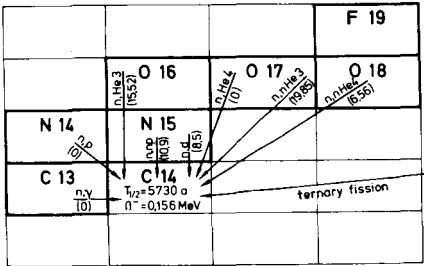 F 19
O 16
O 17
O 18
n,He3
(15,52)
n,He4
(0)
n,nHe3
(19,85)
n,nHe4
(6,56)
N 14
N 15
n,p
(0)
n,np
(10,9)
n,d
(8,5)
C 13
C 14
n,γ
(0)
T1/2 = 5730 a
β⁻ = 0,156 MeV
ternary fission